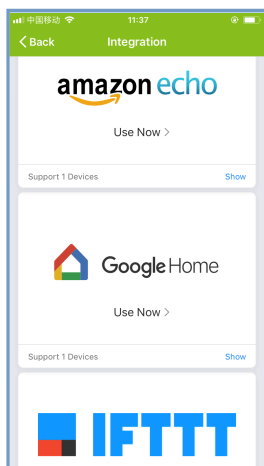 中国移动 11:37
Back Integration
amazon echo
Use Now
Support 1 Devices Show
Google Home
Use Now
Support 1 Devices Show
IFTTT